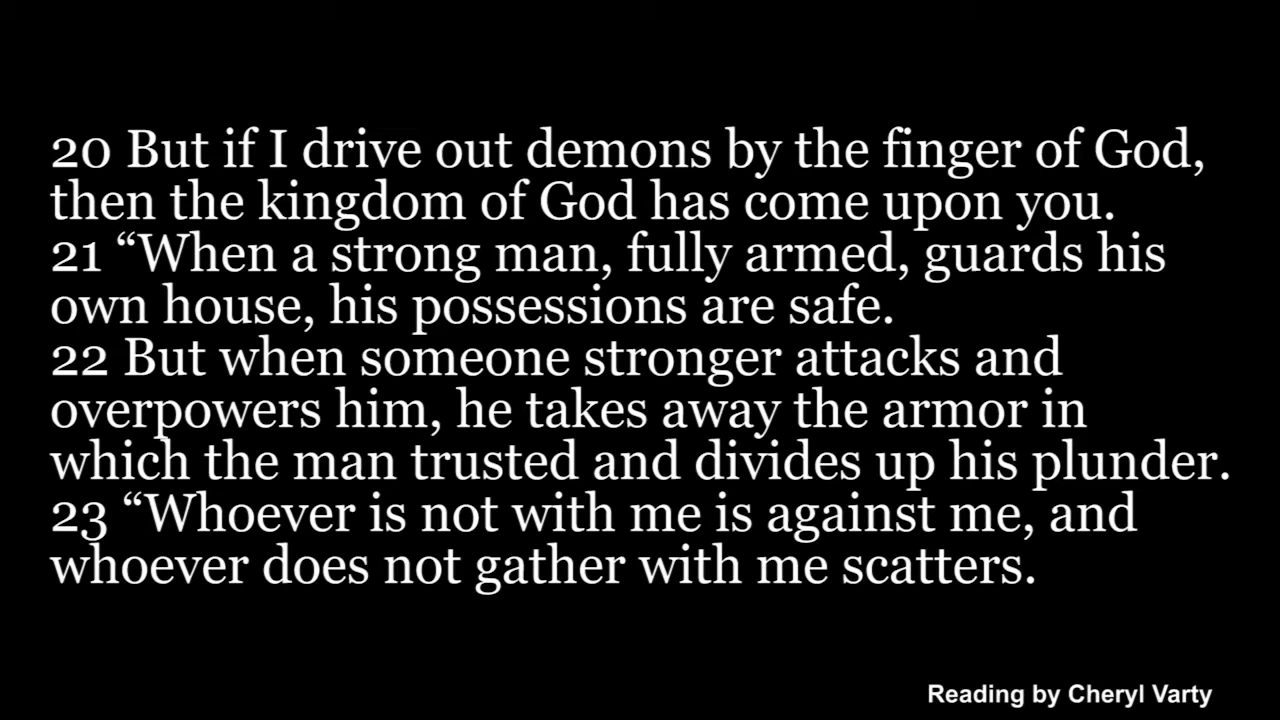 20 But if I drive out demons by the finger of God,
then the kingdom of God has come upon you.
21 “When a strong man, fully armed, guards his
own house, his possessions are safe.
22 But when someone stronger attacks and
overpowers him, he takes away the armor in
which the man trusted and divides up his plunder.
23 “Whoever is not with me is against me, and
whoever does not gather with me scatters.
Reading by Cheryl Varty